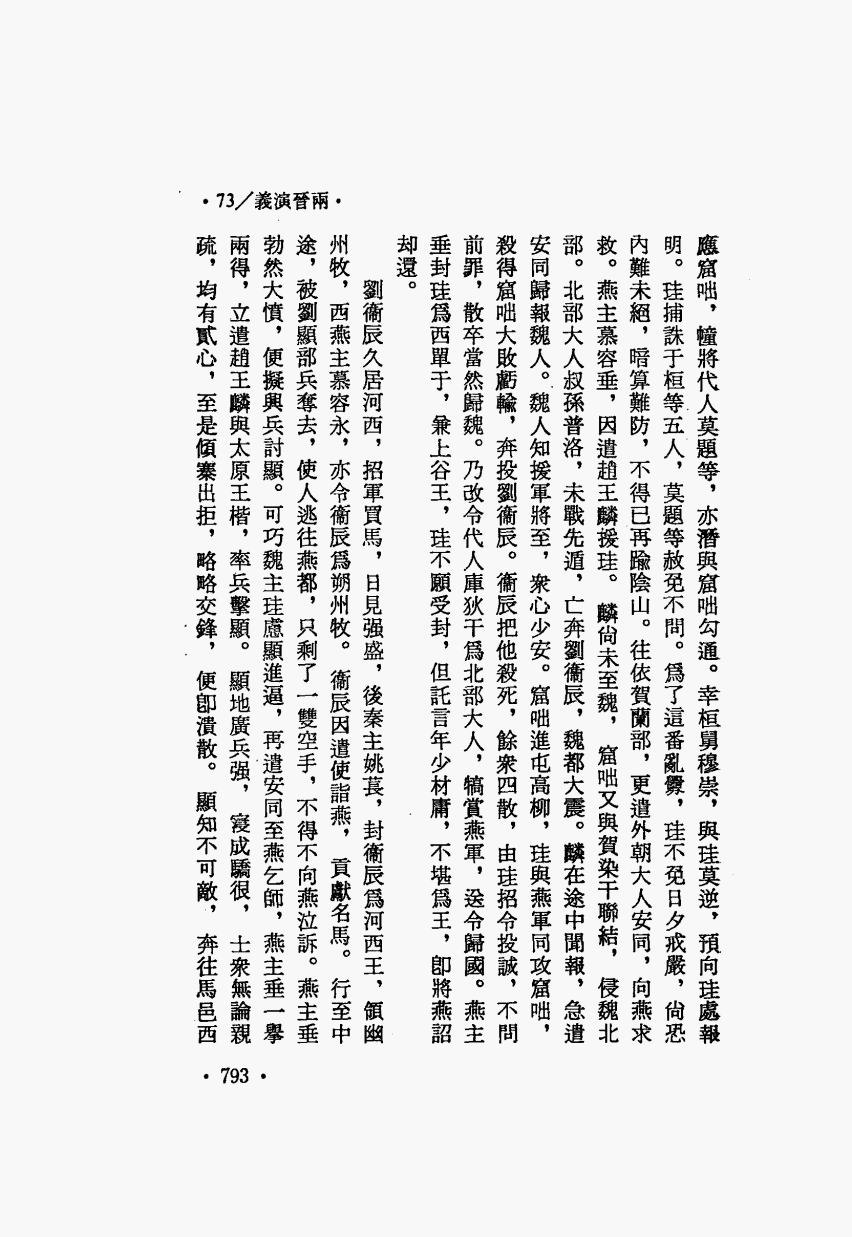 ·73／義演晉兩·
應窟咄，幢將代人莫題等，亦潛與窟咄勾通。幸桓舅穆崇，與珪莫逆，預向珪處報
明。珪捕誅于桓等五人，莫題等赦免不問。爲了這番亂釁，珪不免日夕戒嚴，尙恐
內難未絕，暗算難防，不得已再踰陰山。往依賀蘭部，更遣外朝大人安同，向燕求
救。燕主慕容垂，因遣趙王麟援珪。麟尙未至魏，窟咄又與賀染干聯結，侵魏北
部。北部大人叔孫普洛，未戰先遁，亡奔劉衞辰，魏都大震。麟在途中聞報，急遣
安同歸報魏人。魏人知援軍將至，衆心少安。窟咄進屯高柳，珪與燕軍同攻窟咄，
殺得窟咄大敗虧輸，奔投劉衞辰。衞辰把他殺死，餘衆四散，由珪招令投誠，不問
前罪，散卒當然歸魏。乃改令代人庫狄干爲北部大人，犒賞燕軍，送令歸國。燕主
垂封珪爲西單于，兼上谷王，珪不願受封，但託言年少材庸，不堪爲王，卽將燕詔
却還。
劉衞辰久居河西，招軍買馬，日見强盛，後秦主姚萇，封衞辰爲河西王，領幽
州牧，西燕主慕容永，亦令衞辰爲朔州牧。衞辰因遣使詣燕，貢獻名馬。行至中
途，被劉顯部兵奪去，使人逃往燕都，只剩了一雙空手，不得不向燕泣訴。燕主垂
勃然大憤，便擬興兵討顯。可巧魏主珪慮顯進逼，再遣安同至燕乞師，燕主垂一擧
兩得，立遣趙王麟與太原王楷，率兵擊顯。顯地廣兵强，寖成驕很，士衆無論親
疏，均有貳心，至是傾寨出拒，略略交鋒，便卽潰散。顯知不可敵，奔往馬邑西
·793·